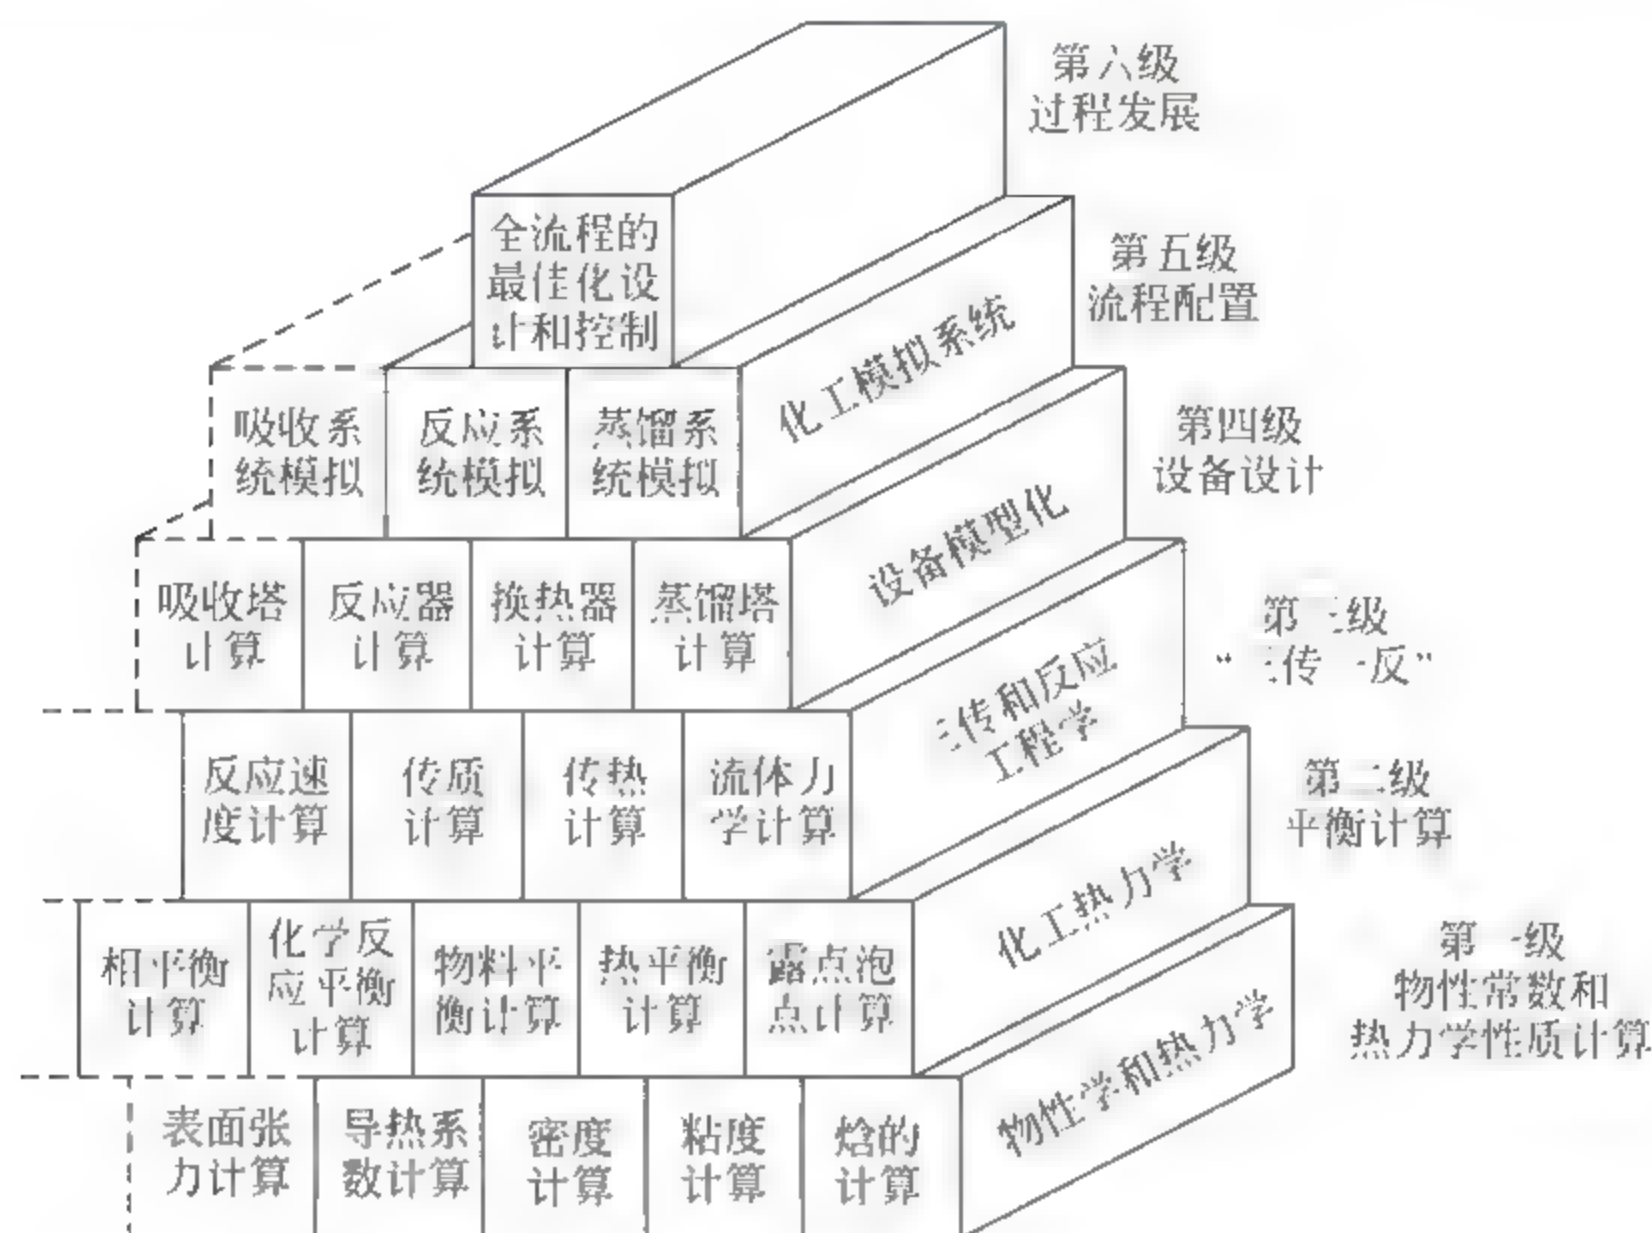 第六级
过程发展
全流程的
最佳化设
计和控制
第五级
流程配置
化工模拟系统
吸收系
统模拟
反应系
统模拟
蒸馏系
统模拟
第四级
设备设计
设备模型化
吸收塔
计算
反应器
计算
换热器
计算
蒸馏塔
计算
第三级
“三传一反”
三传和反应
工程学
反应速
度计算
传质
计算
传热
计算
流体力
学计算
第二级
平衡计算
化工热力学
相平衡
计算
化学反
应平衡
计算
物料平
衡计算
热平衡
计算
露点泡
点计算
第一级
物性常数和
热力学性质计算
物性学和热力学
表面张
力计算
导热系
数计算
密度
计算
粘度
计算
焓的
计算